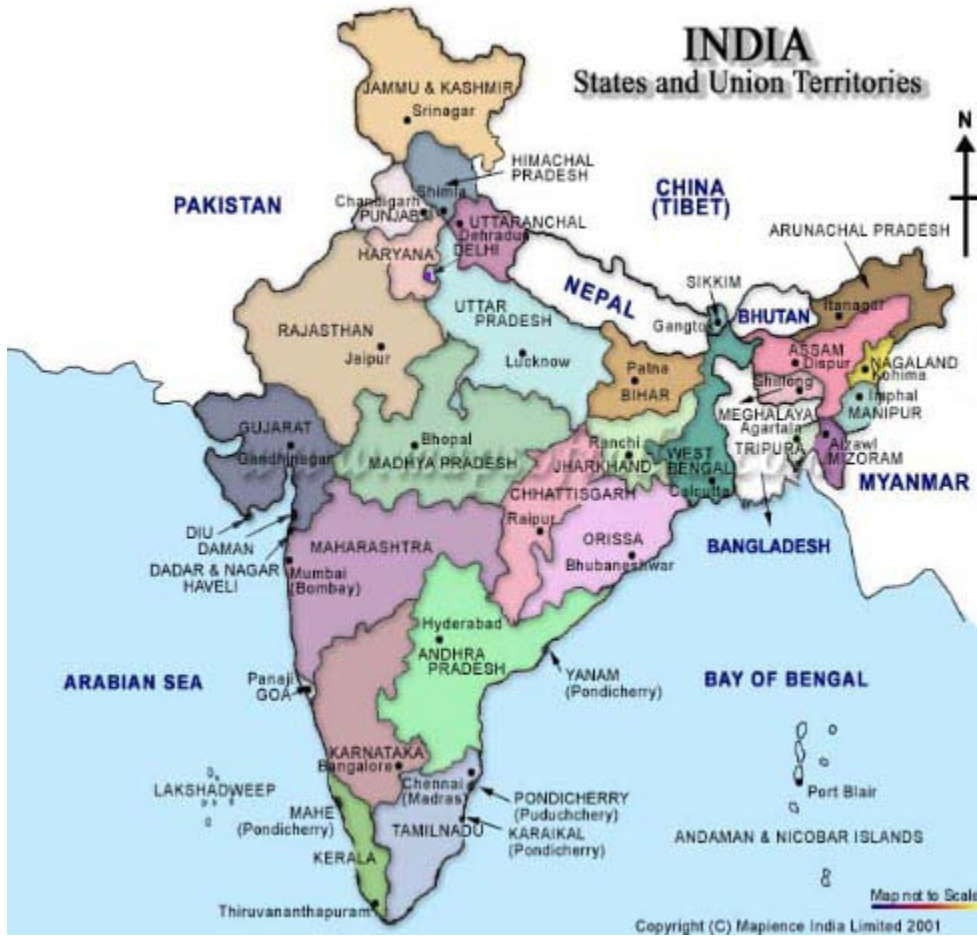 INDIA
States and Union Territories
N
JAMMU & KASHMIR
Srinagar
HIMACHAL
PRADESH
Shimla
PAKISTAN
CHINA
(TIBET)
Chandigarh
PUNJAB
UTTARANCHAL
Dehradun
DELHI
HARYANA
ARUNACHAL PRADESH
Itanagar
SIKKIM
Gangtok
NEPAL
BHUTAN
UTTAR
PRADESH
Lucknow
RAJASTHAN
Jaipur
ASSAM
Dispur
NAGALAND
Kohima
Patna
BIHAR
Shillong
MEGHALAYA
Imphal
MANIPUR
Agartala
TRIPURA
Aizawl
MIZORAM
MYANMAR
GUJARAT
Gandhinagar
Bhopal
MADHYA PRADESH
Ranchi
JHARKHAND
WEST
BENGAL
Calcutta
CHHATTISGARH
Raipur
ORISSA
Bhubaneshwar
BANGLADESH
DIU
DAMAN
DADAR & NAGAR
HAVELI
MAHARASHTRA
Mumbai
(Bombay)
Hyderabad
ANDHRA
PRADESH
YANAM
(Pondicherry)
ARABIAN SEA
BAY OF BENGAL
Panaji
GOA
KARNATAKA
Bangalore
Chennai
(Madras)
PONDICHERRY
(Puduchchery)
LAKSHADWEEP
MAHE
(Pondicherry)
TAMILNADU
KARAIKAL
(Pondicherry)
KERALA
Thiruvananthapuram
Port Blair
ANDAMAN & NICOBAR ISLANDS
Map not to Scale
Copyright (C) Mapience India Limited 2001